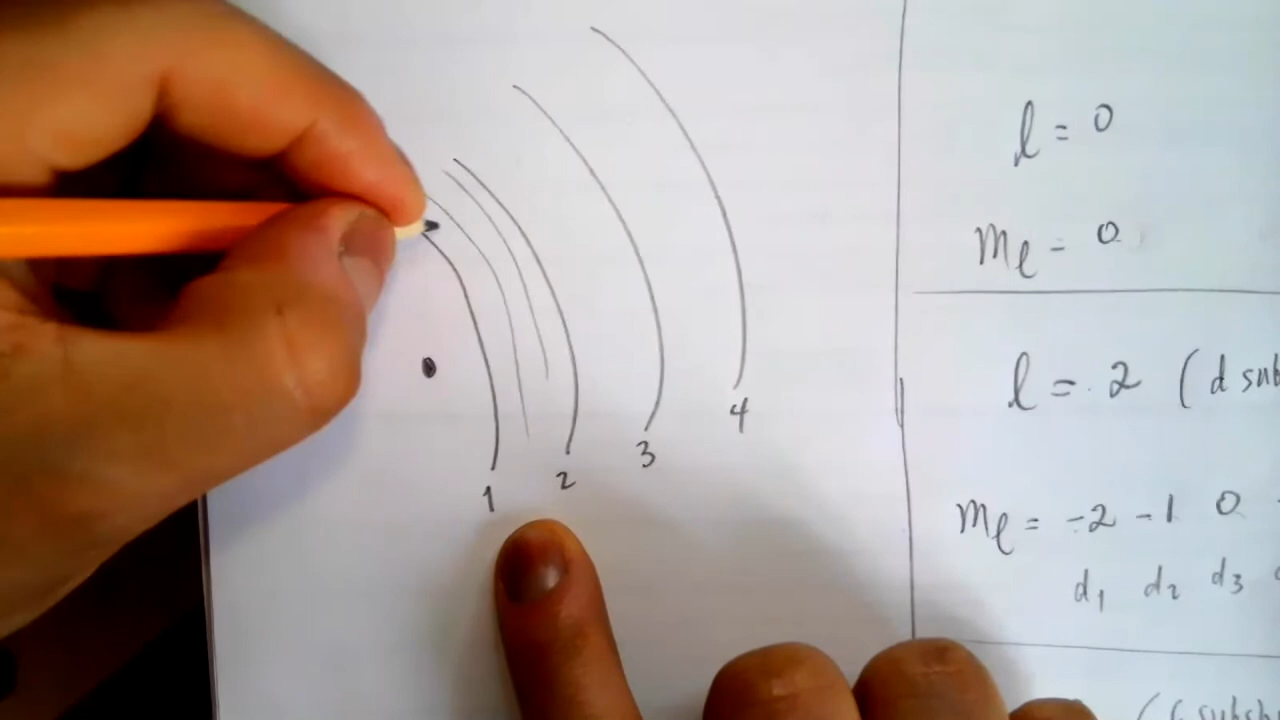 1 2 3 4
l = 0
ml = 0
l = 2 (d sub
ml = -2 -1 0
d1 d2 d3